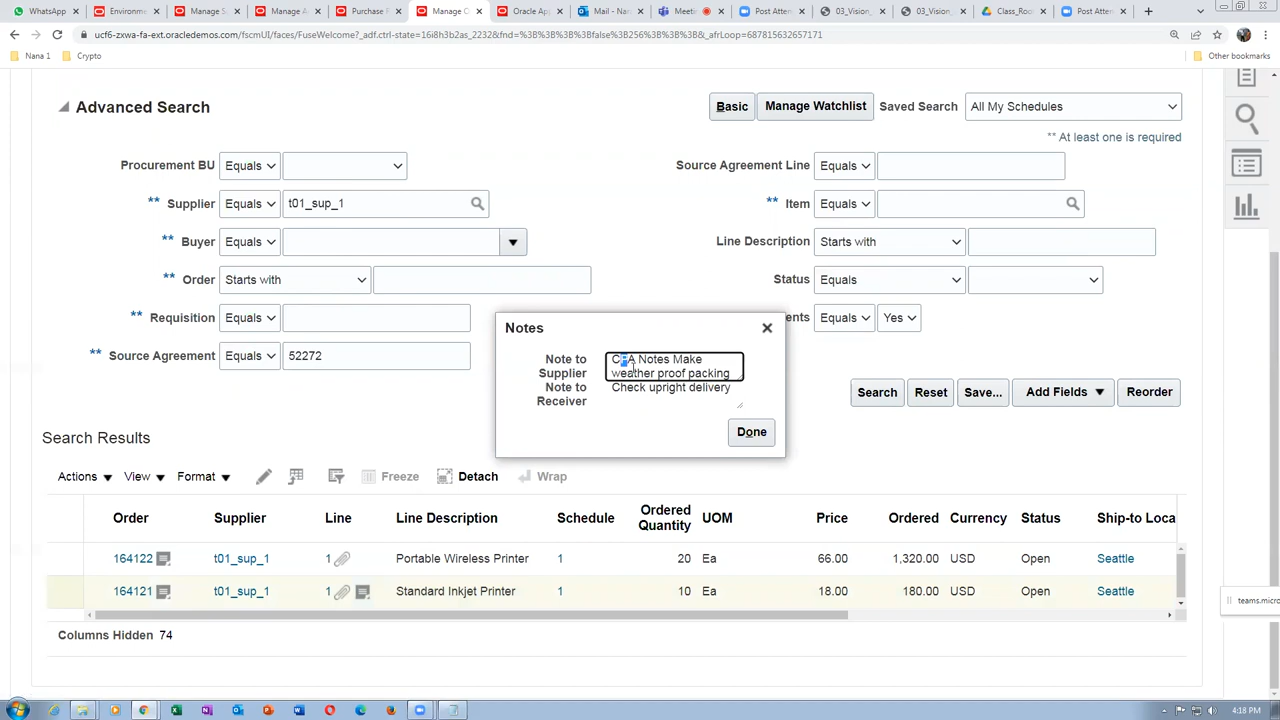 WhatsApp
Environme
Manage S
Manage A
Purchase F
Manage O
Oracle Ap
Mail - Nar
Meeti
Post Atten
03_Vision_
03_Vision_
Class_Roo
Post Atten
ucf6-zxwa-fa-ext.oracledemos.com/fscmUI/faces/FuseWelcome?_adf.ctrl-state=16i8h3b2as_2232&fnd=%3B%3B%3B%3Bfalse%3B256%3B%3B%3B&_afrLoop=687815632657171
Nana 1
Crypto
Other bookmarks
Advanced Search
Basic
Manage Watchlist
Saved Search
All My Schedules
** At least one is required
Procurement BU
Equals
Source Agreement Line
Equals
** Supplier
Equals
t01_sup_1
** Item
Equals
** Buyer
Equals
Line Description
Starts with
** Order
Starts with
Status
Equals
** Requisition
Equals
ents
Equals
Yes
** Source Agreement
Equals
52272
Notes
Note to Supplier
CPA Notes Make
weather proof packing
Note to Receiver
Check upright delivery
Done
Search
Reset
Save...
Add Fields
Reorder
Search Results
Actions
View
Format
Freeze
Detach
Wrap
Order
Supplier
Line
Line Description
Schedule
Ordered Quantity
UOM
Price
Ordered
Currency
Status
Ship-to Loca
164122
t01_sup_1
1
Portable Wireless Printer
1
20
Ea
66.00
1,320.00
USD
Open
Seattle
164121
t01_sup_1
1
Standard Inkjet Printer
1
10
Ea
18.00
180.00
USD
Open
Seattle
teams.micro
Columns Hidden 74
4:18 PM